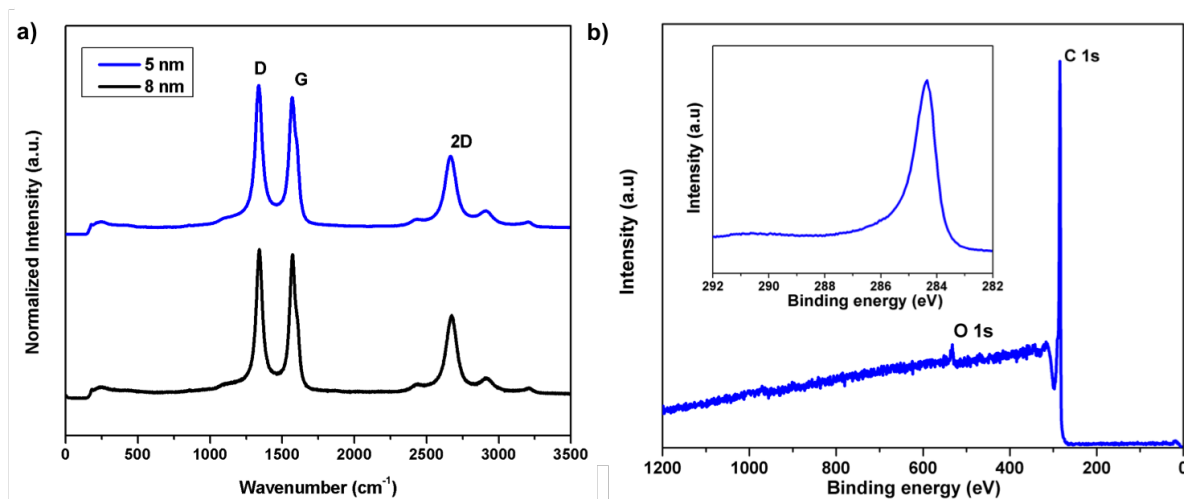 a)
5 nm
8 nm
D
G
2D
Normalized Intensity (a.u.)
0 500 1000 1500 2000 2500 3000 3500
Wavenumber (cm⁻¹)
b)
C 1s
Intensity (a.u)
292 290 288 286 284 282
Binding energy (eV)
O 1s
Intensity (a.u)
1200 1000 800 600 400 200 0
Binding energy (eV)